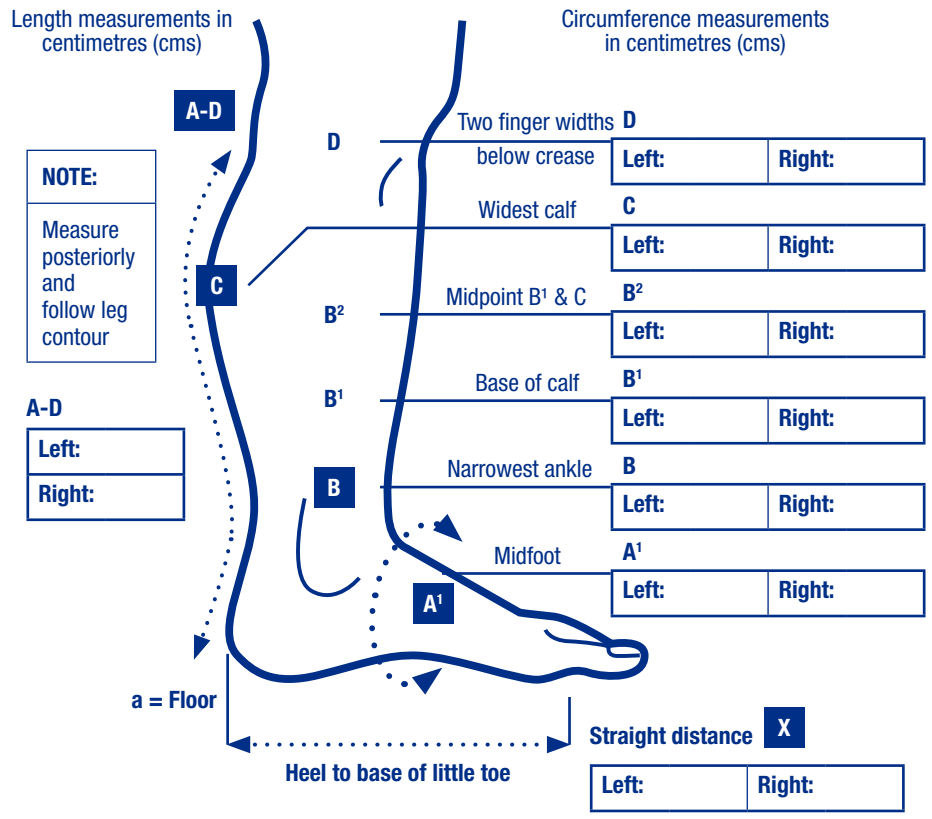 Length measurements in
centimetres (cms)
Circumference measurements
in centimetres (cms)
A-D
NOTE:
Measure
posteriorly
and
follow leg
contour
A-D
Left:
Right:
D
Two finger widths
below crease
D
Left: Right:
Widest calf
C
C
Left: Right:
B²
Midpoint B¹ & C
B²
Left: Right:
B¹
Base of calf
B¹
Left: Right:
B
Narrowest ankle
B
Left: Right:
Midfoot
A¹
A¹
Left: Right:
a = Floor
Heel to base of little toe
Straight distance X
Left: Right: